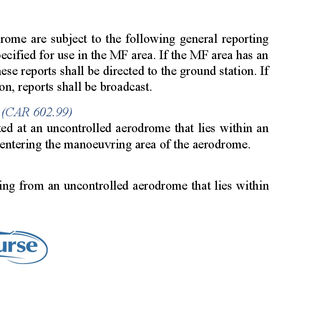 rome are subject to the following general reporting
ecified for use in the MF area. If the MF area has an
ese reports shall be directed to the ground station. If
on, reports shall be broadcast.
(CAR 602.99)
ed at an uncontrolled aerodrome that lies within an
entering the manoeuvring area of the aerodrome.
ing from an uncontrolled aerodrome that lies within
urse